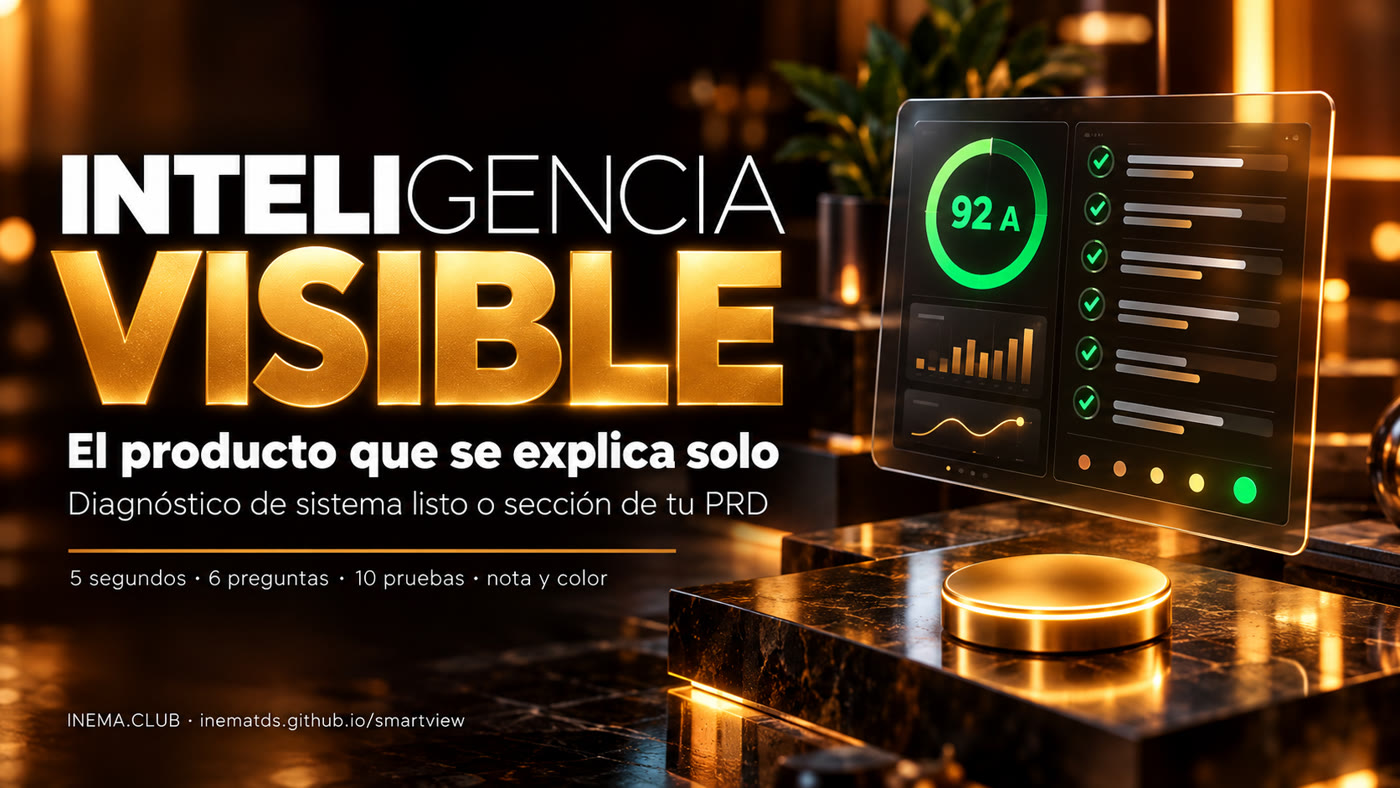 INTELIGENCIA
VISIBLE
El producto que se explica solo
Diagnóstico de sistema listo o sección de tu PRD
5 segundos • 6 preguntas • 10 pruebas • nota y color
INEMA.CLUB • inematds.github.io/smartview
92 A